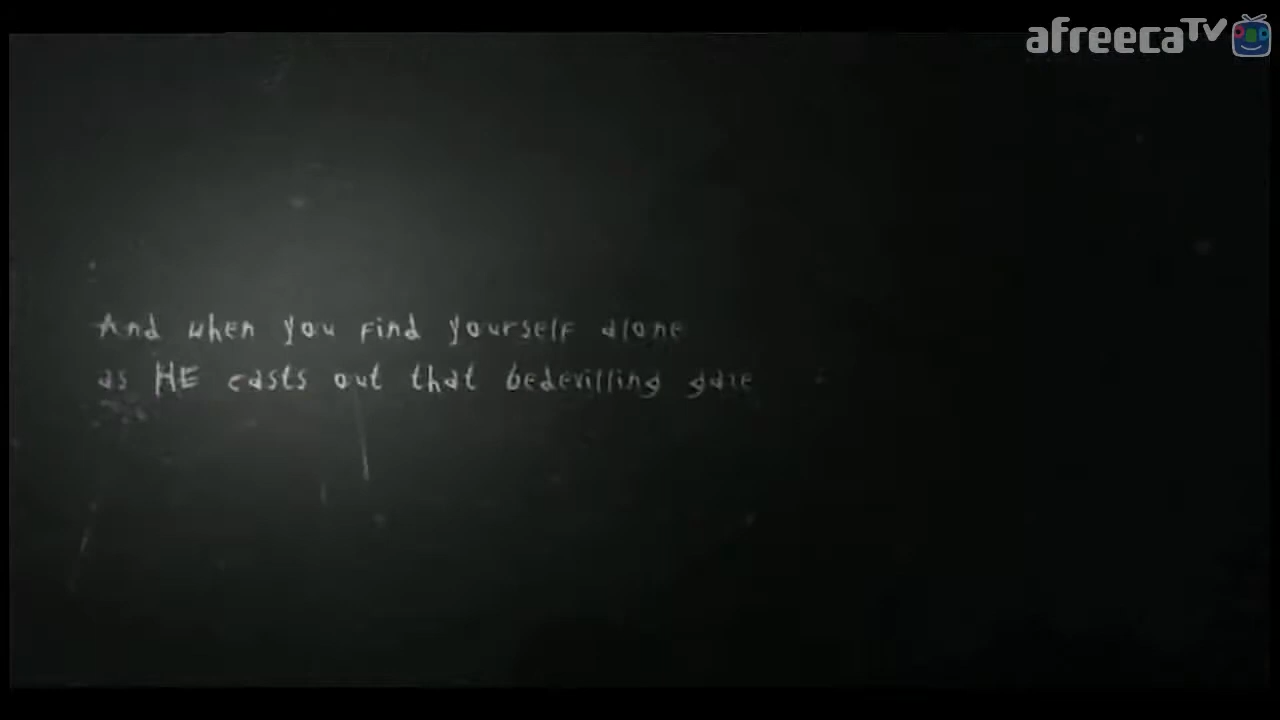 afreecaTV
And when you find yourself alone
as HE casts out that bedevilling gaze